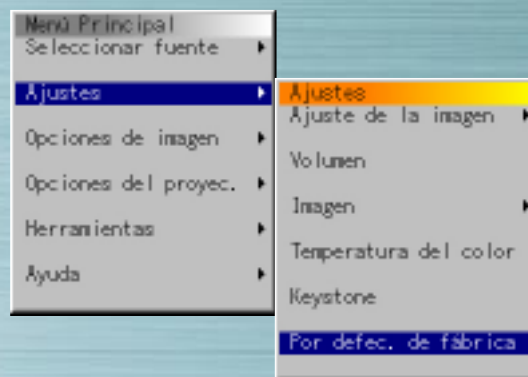 Menú Principal
Seleccionar fuente
Ajustes
Opciones de imagen
Opciones del proyec.
Herramientas
Ayuda
Ajustes
Ajuste de la imagen
Volumen
Imagen
Temperatura del color
Keystone
Por defec. de fábrica